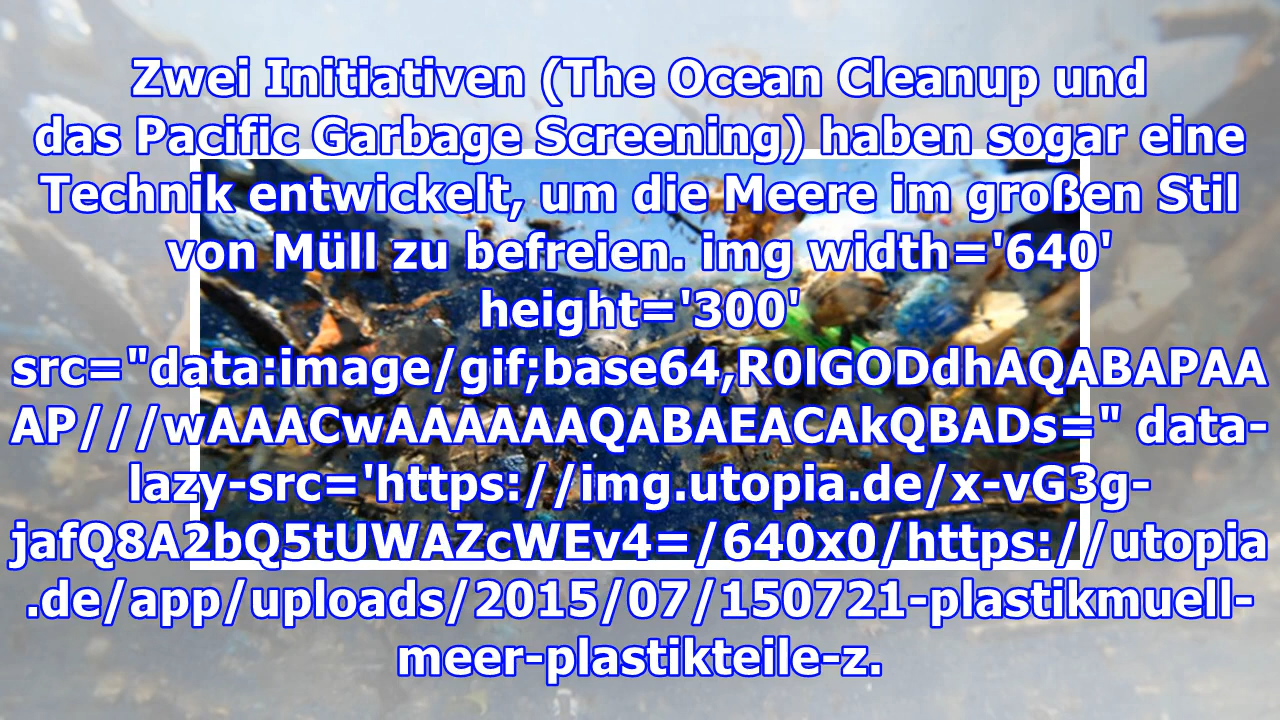 Zwei Initiativen (The Ocean Cleanup und
das Pacific Garbage Screening) haben sogar eine
Technik entwickelt, um die Meere im großen Stil
von Müll zu befreien. img width='640'
height='300'
src="data:image/gif;base64,R0lGODdhAQABAPAA
AP///wAAACwAAAAAAQABAEACAkQBADs=" data-
lazy-src='https://img.utopia.de/x-vG3g-
jafQ8A2bQ5tUWAZcWEv4=/640x0/https://utopia
.de/app/uploads/2015/07/150721-plastikmuell-
meer-plastikteile-z.